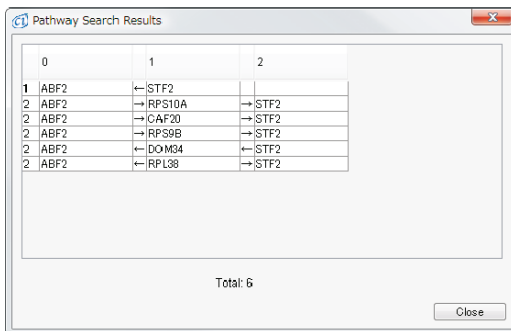 Pathway Search Results
0 1 2
1 ABF2 ← STF2
2 ABF2 → RPS10A → STF2
2 ABF2 → CAF20 → STF2
2 ABF2 → RPS9B → STF2
2 ABF2 ← DOM34 ← STF2
2 ABF2 ← RPL38 → STF2
Total: 6
Close